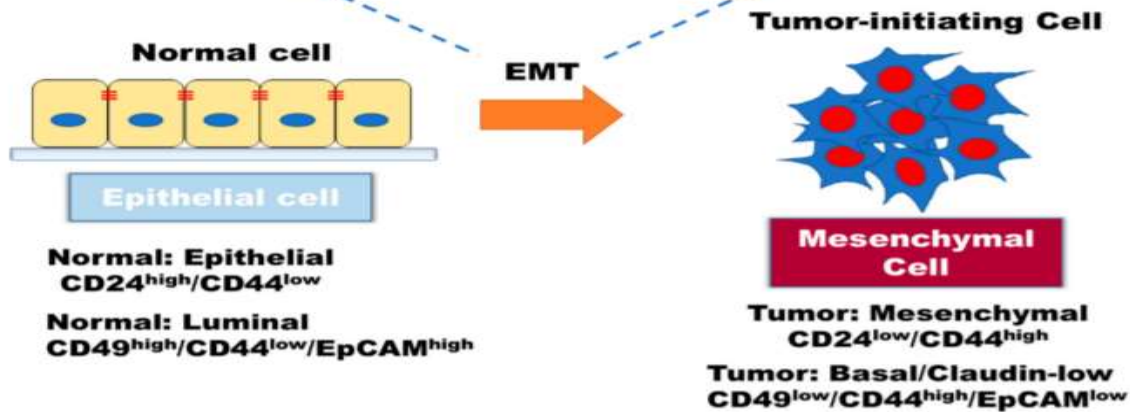 Normal cell
EMT
Tumor-initiating Cell
Epithelial cell
Mesenchymal
Cell
Normal: Epithelial
CD24high/CD44low
Normal: Luminal
CD49high/CD44low/EpCAMhigh
Tumor: Mesenchymal
CD24low/CD44high
Tumor: Basal/Claudin-low
CD49low/CD44high/EpCAMlow